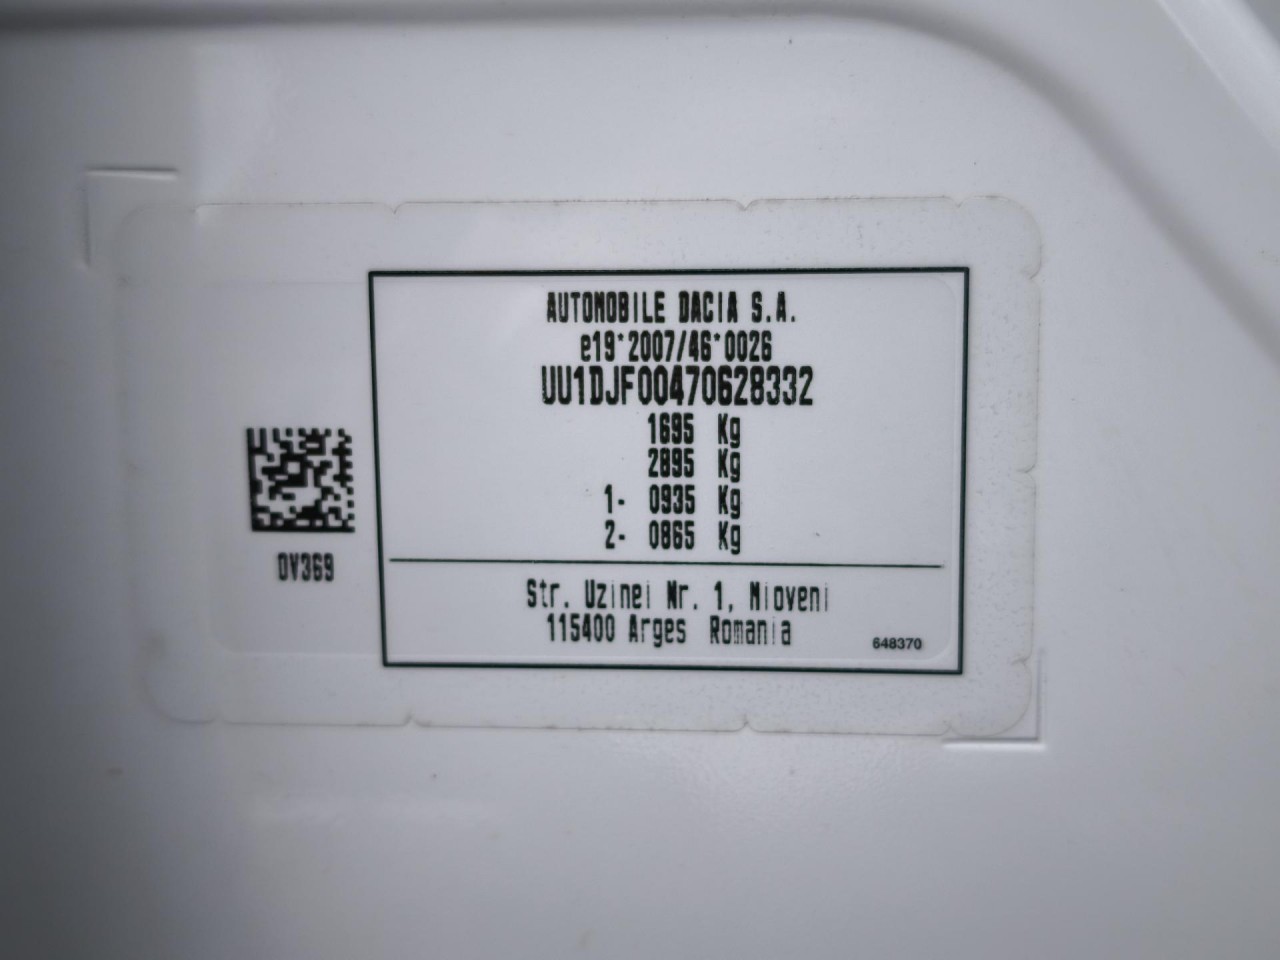 AUTOMOBILE DACIA S.A.
e19*2007/46*0026
UU1DJF00470628332
1695 Kg
2895 Kg
1- 0935 Kg
2- 0865 Kg
0V369
Str. Uzinei Nr. 1, Mioveni
115400 Arges Romania
648370